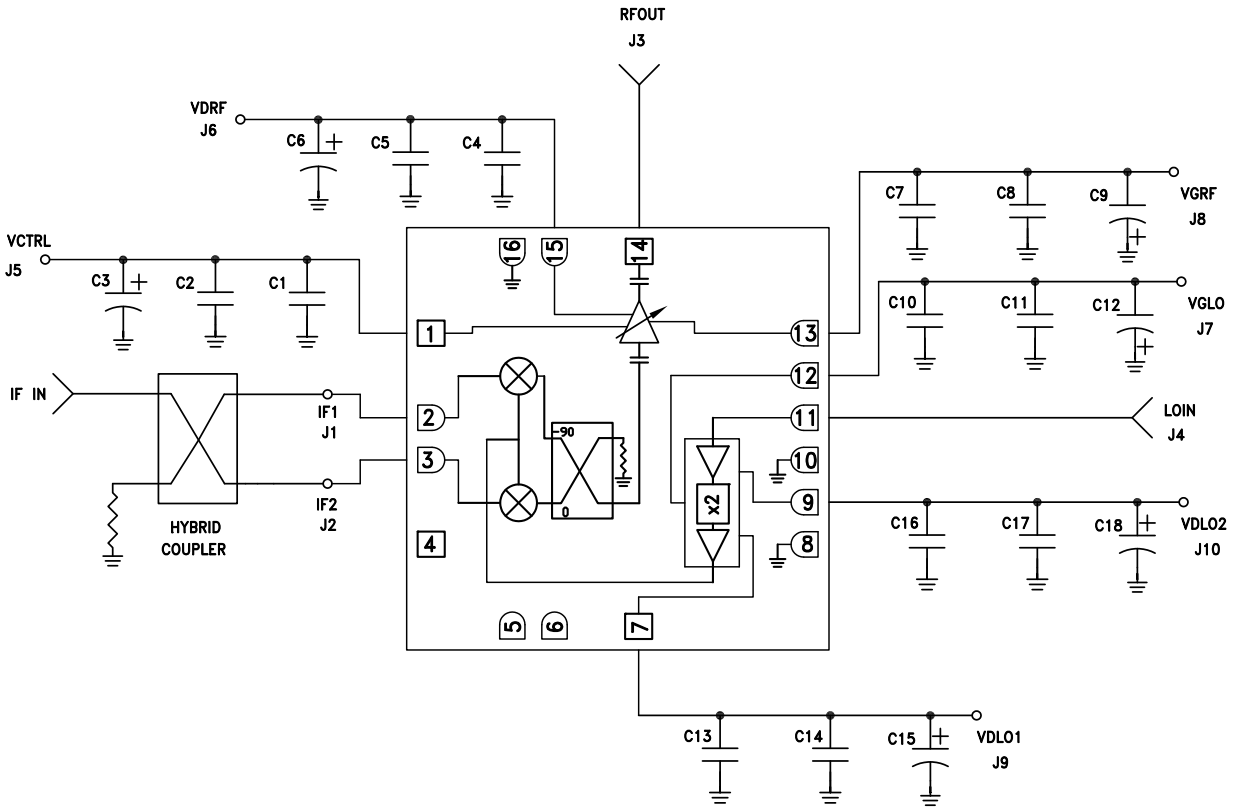 RFOUT
J3
VDRF
J6
C6 +
C5
C4
C7
C8
C9
+
VGRF
J8
VCTRL
J5
C3 +
C2
C1
16
15
14
C10
C11
C12
+
VGLO
J7
1
13
12
IF IN
IF1
J1
2
11
LOIN
J4
-90
3
10
x2
9
IF2
J2
0
HYBRID
COUPLER
4
8
C16
C17
C18 +
VDLO2
J10
5
6
7
C13
C14
C15 +
VDLO1
J9